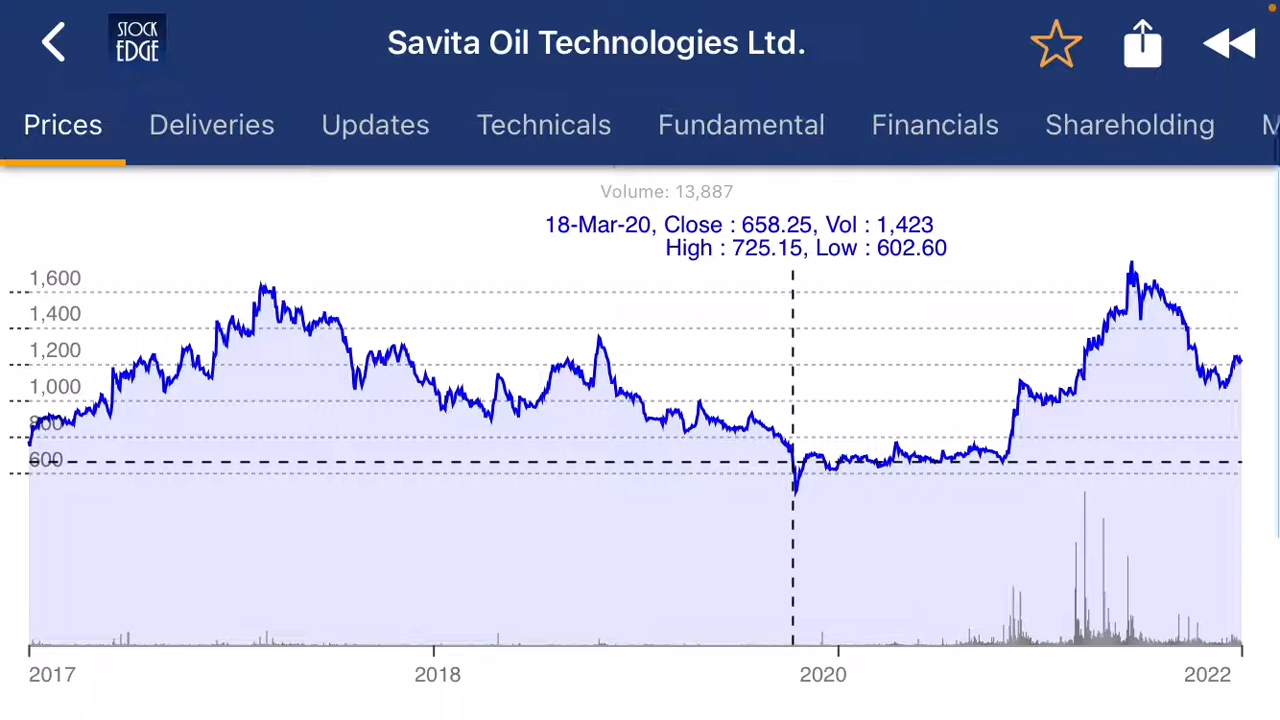 STOCK
EDGE
Savita Oil Technologies Ltd.
Prices Deliveries Updates Technicals Fundamental Financials Shareholding M
Volume: 13,887
18-Mar-20, Close : 658.25, Vol : 1,423
High : 725.15, Low : 602.60
1,600
1,400
1,200
1,000
800
600
2017 2018 2020 2022